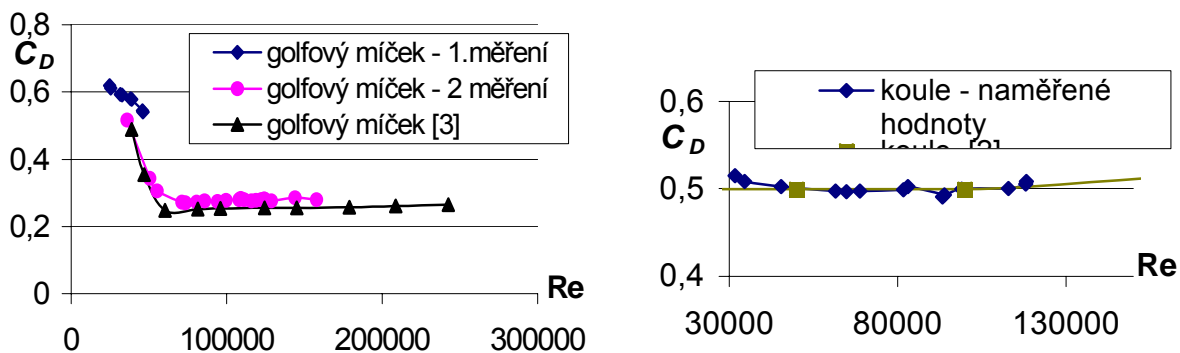 0,8
C_D
golfový míček - 1.měření
golfový míček - 2 měření
golfový míček [3]
0,6
0,4
0,2
0
Re
0
100000
200000
300000
koule - naměřené
hodnoty
koule
0,6
C_D
0,5
0,4
Re
30000
80000
130000